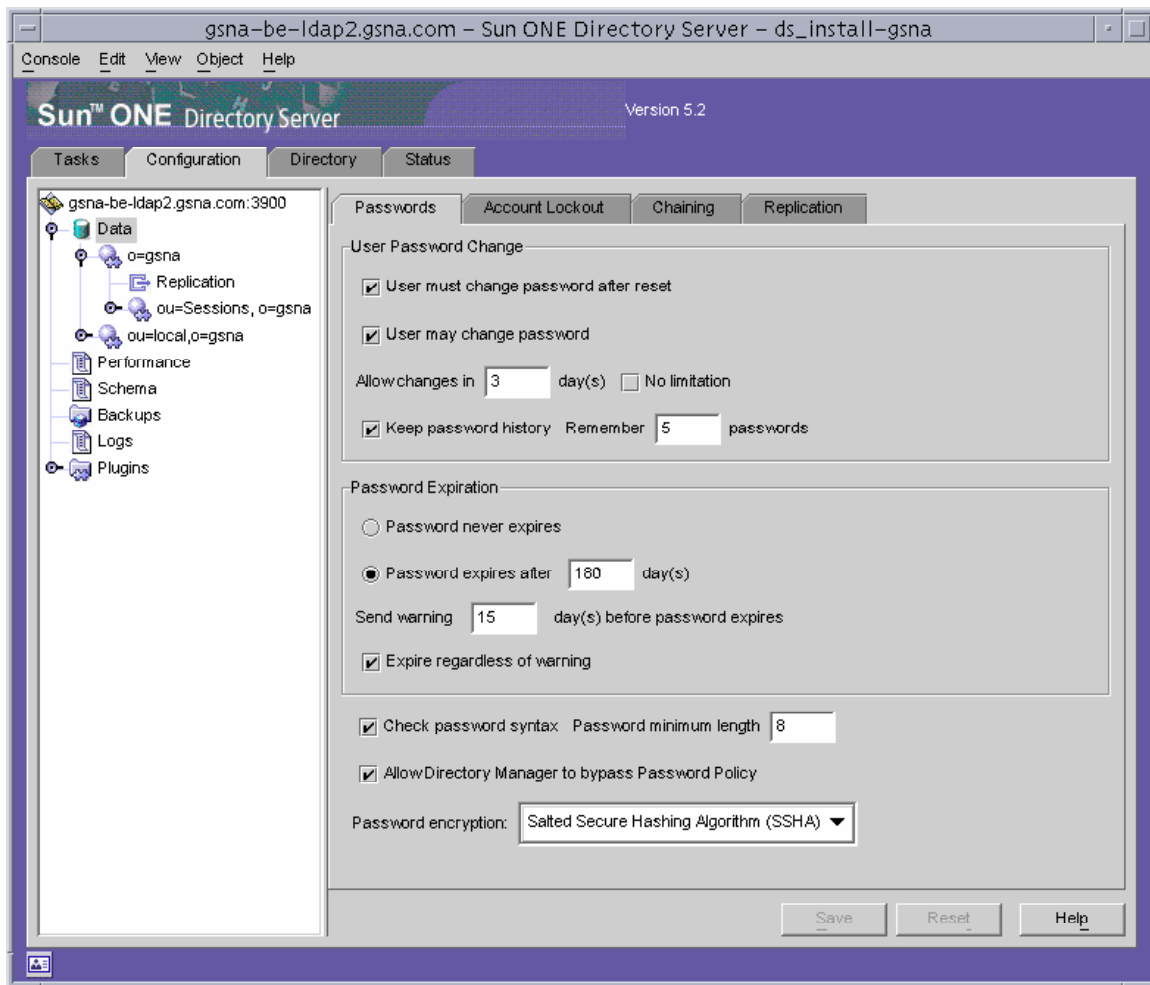 gsna-be-ldap2.gsna.com - Sun ONE Directory Server - ds_install-gsna
Console Edit View Object Help
Sun™ ONE Directory Server
Version 5.2
Tasks Configuration Directory Status
gsna-be-ldap2.gsna.com:3900
Data
o=gsna
Replication
ou=Sessions, o=gsna
ou=local,o=gsna
Performance
Schema
Backups
Logs
Plugins
Passwords Account Lockout Chaining Replication
User Password Change
User must change password after reset
User may change password
Allow changes in 3 day(s) No limitation
Keep password history Remember 5 passwords
Password Expiration
Password never expires
Password expires after 180 day(s)
Send warning 15 day(s) before password expires
Expire regardless of warning
Check password syntax Password minimum length 8
Allow Directory Manager to bypass Password Policy
Password encryption: Salted Secure Hashing Algorithm (SSHA)
Save Reset Help